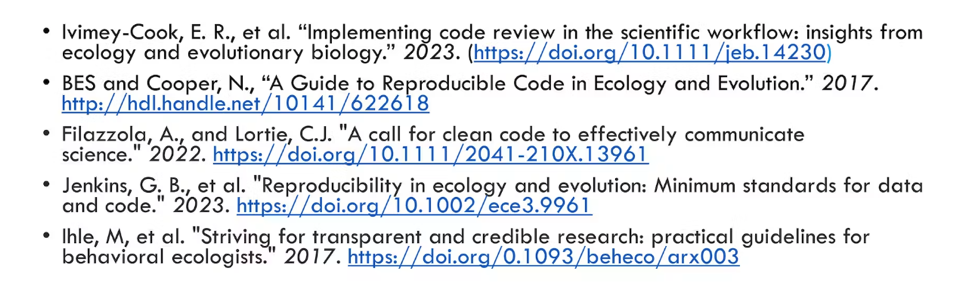 • Ivimey-Cook, E. R., et al. “Implementing code review in the scientific workflow: insights from
ecology and evolutionary biology.” 2023. (https://doi.org/10.1111/jeb.14230)
• BES and Cooper, N., “A Guide to Reproducible Code in Ecology and Evolution.” 2017.
http://hdl.handle.net/10141/622618
• Filazzola, A., and Lortie, C.J. "A call for clean code to effectively communicate
science." 2022. https://doi.org/10.1111/2041-210X.13961
• Jenkins, G. B., et al. "Reproducibility in ecology and evolution: Minimum standards for data
and code." 2023. https://doi.org/10.1002/ece3.9961
• Ihle, M, et al. "Striving for transparent and credible research: practical guidelines for
behavioral ecologists." 2017. https://doi.org/0.1093/beheco/arx003